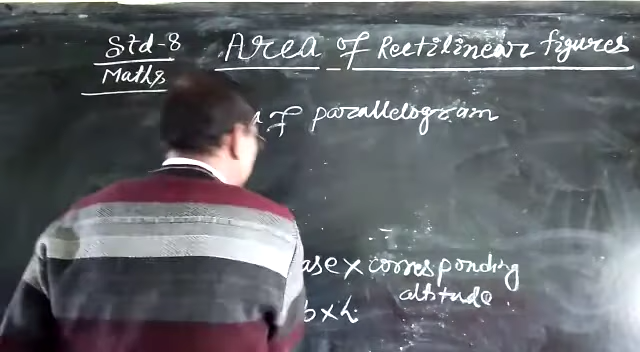 Std-8
Maths
Area of Rectilinear figures
of parallelogram
ase x corresponding
altitude
b x h